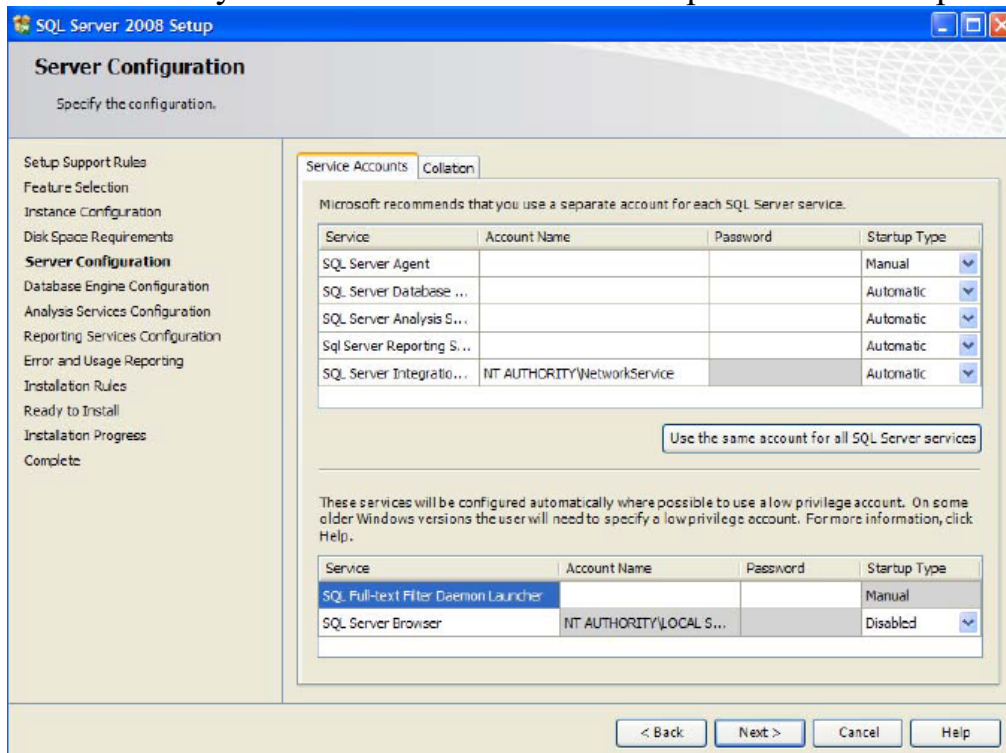 SQL Server 2008 Setup
Server Configuration
Specify the configuration.
Setup Support Rules
Feature Selection
Instance Configuration
Disk Space Requirements
Server Configuration
Database Engine Configuration
Analysis Services Configuration
Reporting Services Configuration
Error and Usage Reporting
Installation Rules
Ready to Install
Installation Progress
Complete
Service Accounts Collation
Microsoft recommends that you use a separate account for each SQL Server service.
Service Account Name Password Startup Type
SQL Server Agent Manual
SQL Server Database ... Automatic
SQL Server Analysis S... Automatic
Sql Server Reporting S... Automatic
SQL Server Integratio... NT AUTHORITY\NetworkService Automatic
Use the same account for all SQL Server services
These services will be configured automatically where possible to use a low privilege account. On some
older Windows versions the user will need to specify a low privilege account. For more information, click
Help.
Service Account Name Password Startup Type
SQL Full-text Filter Daemon Launcher Manual
SQL Server Browser NT AUTHORITY\LOCAL S... Disabled
< Back Next > Cancel Help